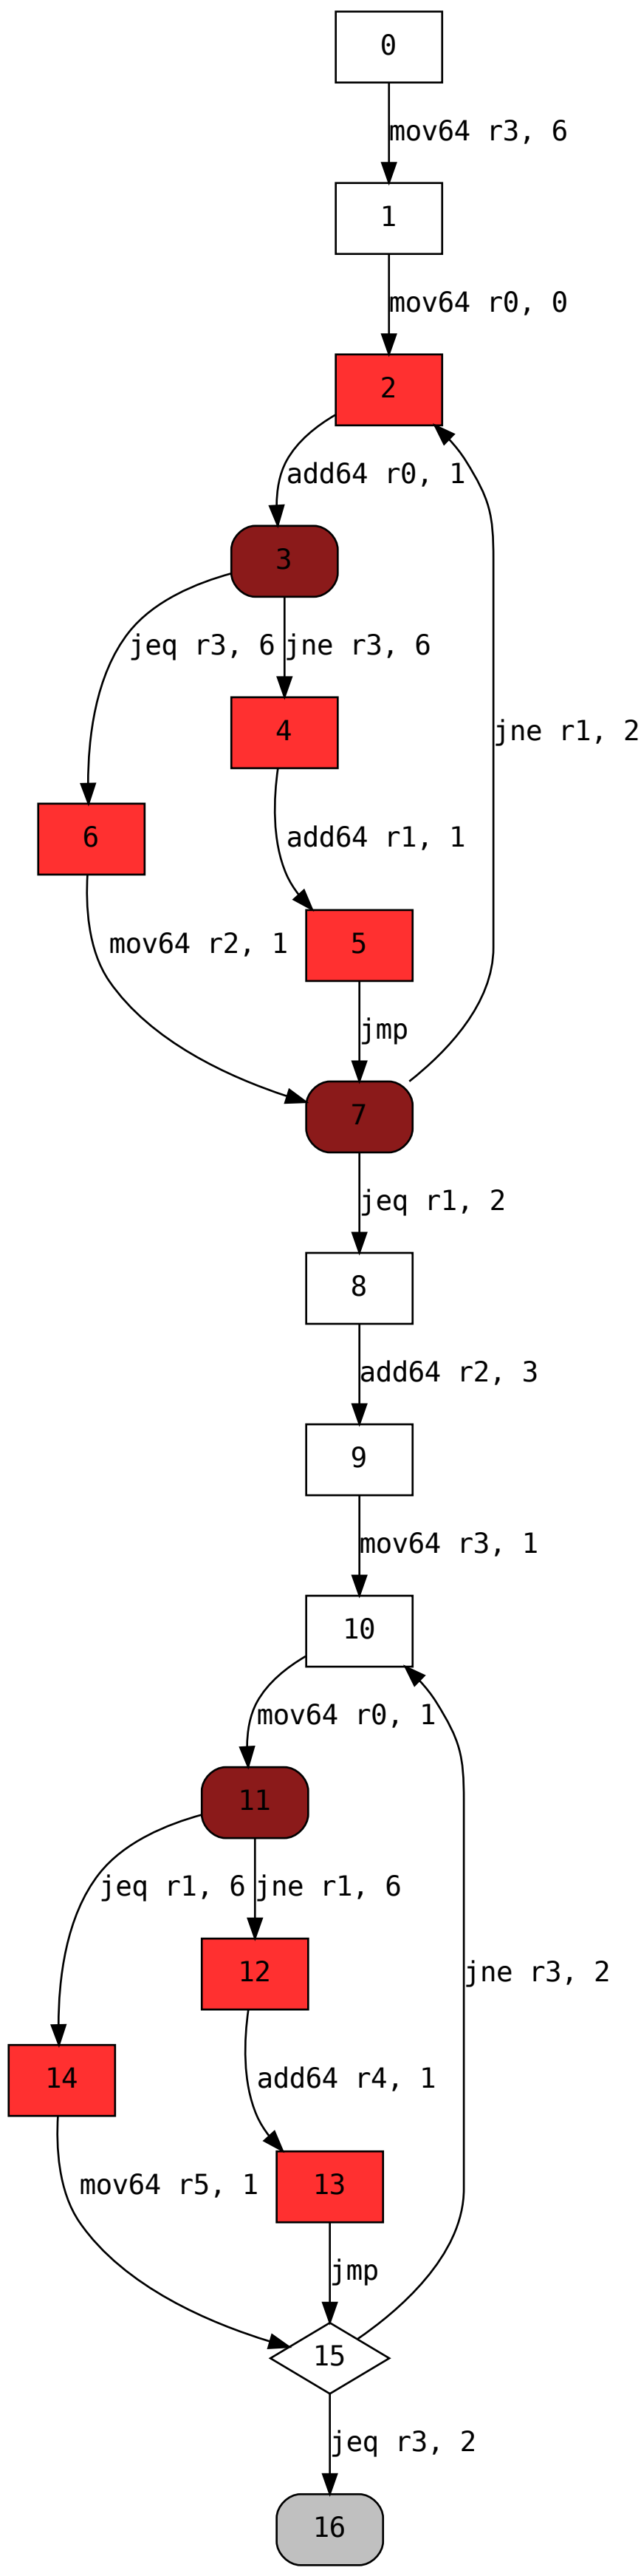 0
mov64 r3, 6
1
mov64 r0, 0
2
add64 r0, 1
3
jeq r3, 6
jne r3, 6
4
jne r1, 2
6
add64 r1, 1
5
mov64 r2, 1
jmp
7
jeq r1, 2
8
add64 r2, 3
9
mov64 r3, 1
10
mov64 r0, 1
11
jeq r1, 6
jne r1, 6
12
jne r3, 2
14
add64 r4, 1
13
mov64 r5, 1
jmp
15
jeq r3, 2
16